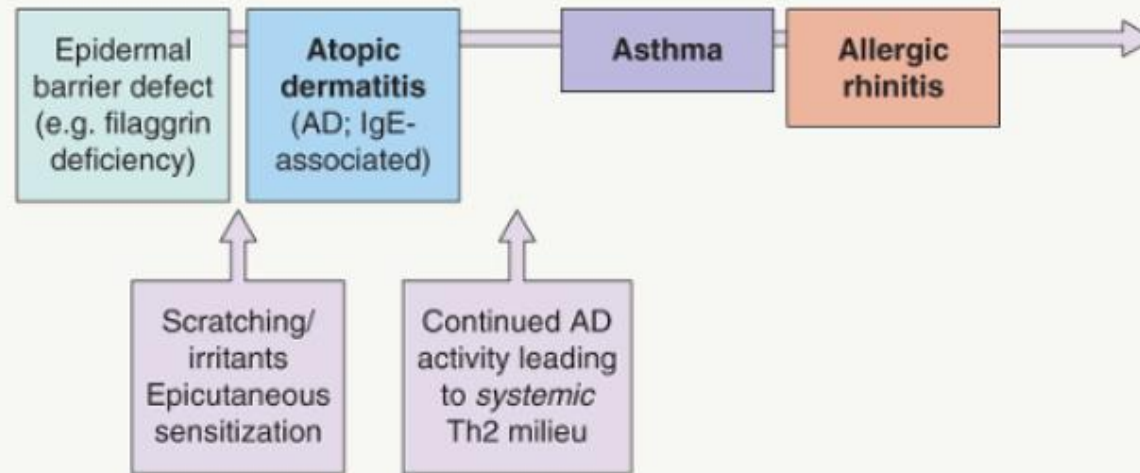 Epidermal
barrier defect
(e.g. filaggrin
deficiency)
Atopic
dermatitis
(AD; IgE-
associated)
Asthma
Allergic
rhinitis
Scratching/
irritants
Epicutaneous
sensitization
Continued AD
activity leading
to systemic
Th2 milieu